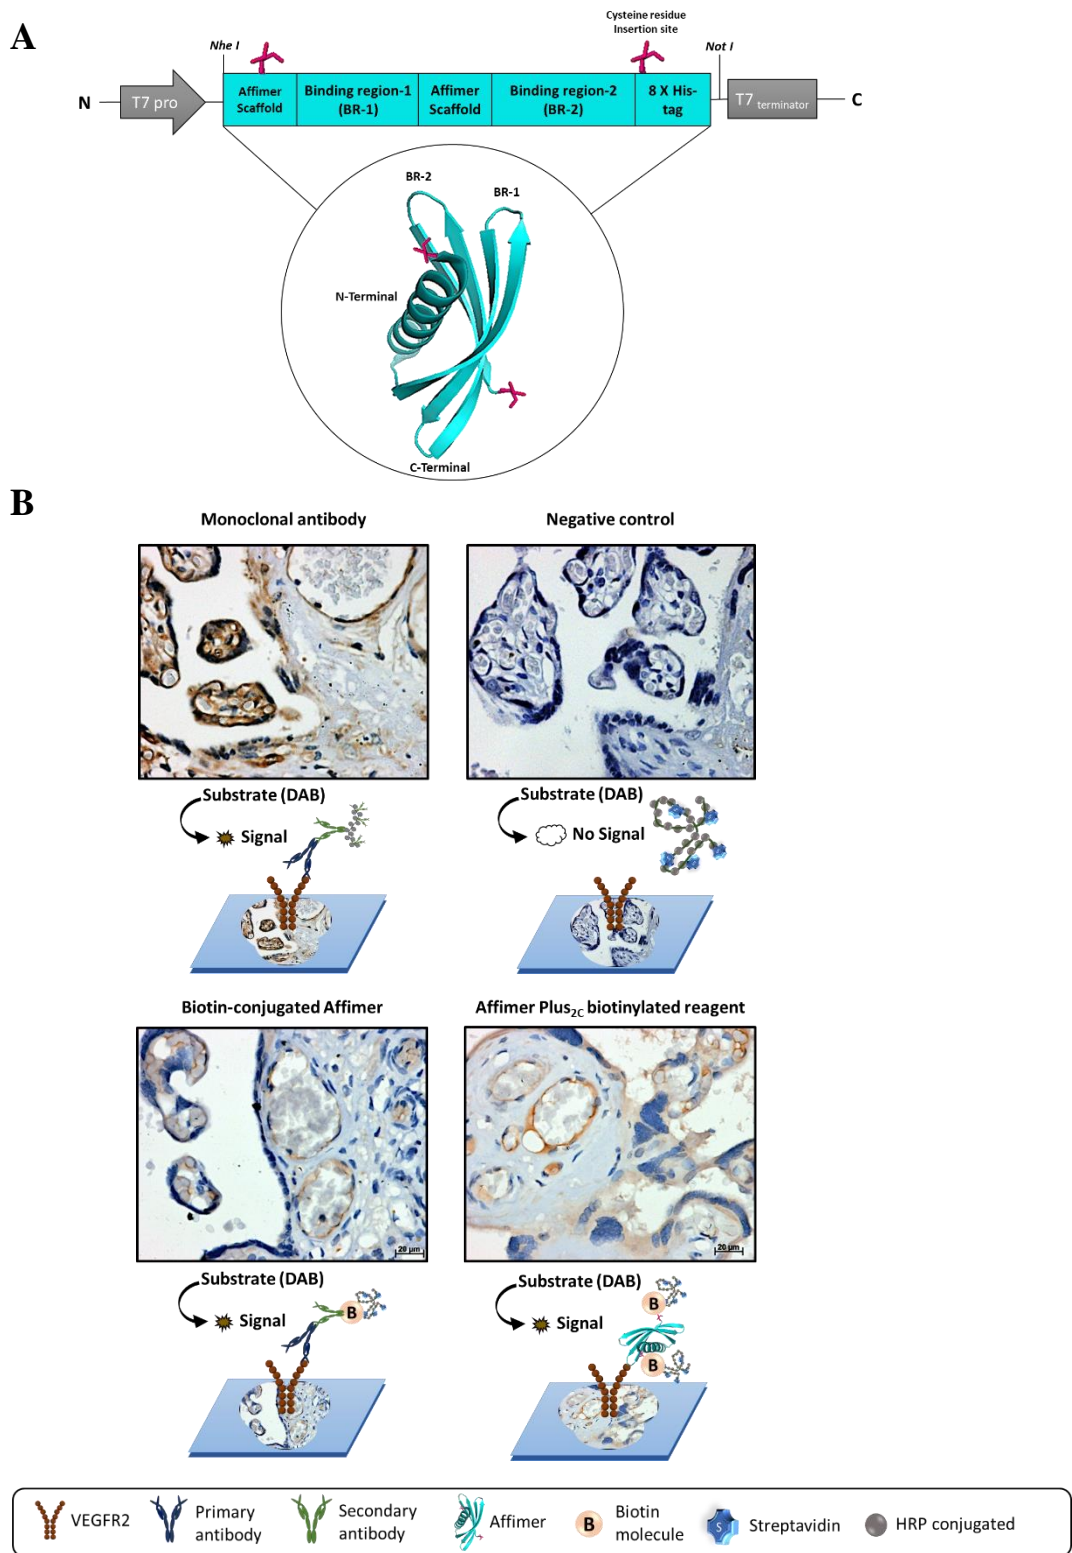 A
Cysteine residue
Insertion site
Nhe I
Not I
N
T7 pro
Affimer
Scaffold
Binding region-1
(BR-1)
Affimer
Scaffold
Binding region-2
(BR-2)
8 X His-
tag
T7 terminator
C
BR-2
BR-1
N-Terminal
C-Terminal
B
Monoclonal antibody
Negative control
Substrate (DAB)
Signal
Substrate (DAB)
No Signal
Biotin-conjugated Affimer
Affimer Plus2C biotinylated reagent
20 µm
20 µm
Substrate (DAB)
Signal
B
Substrate (DAB)
Signal
B
B
VEGFR2
Primary
antibody
Secondary
antibody
Affimer
B
Biotin
molecule
S
Streptavidin
HRP conjugated